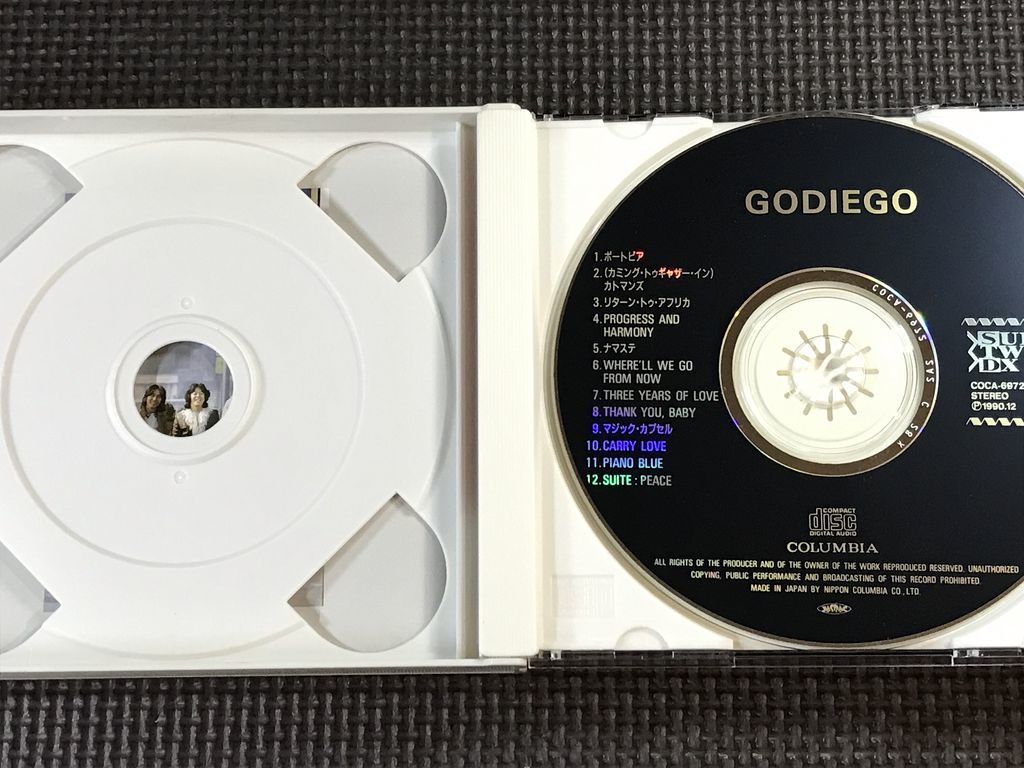 GODIEGO
1.ポートピア
2.(カミング・トゥギャザー・イン)
カトマンズ
3.リターン・トゥ・アフリカ
4.PROGRESS AND
HARMONY
5.ナマステ
6.WHERE'LL WE GO
FROM NOW
7.THREE YEARS OF LOVE
8.THANK YOU, BABY
9.マジック・カプセル
10.CARRY LOVE
11.PIANO BLUE
12.SUITE : PEACE
COCA-6972
STEREO
Ⓟ1990.12
COMPACT
disc
DIGITAL AUDIO
COLUMBIA
ALL RIGHTS OF THE PRODUCER AND OF THE OWNER OF THE WORK REPRODUCED RESERVED. UNAUTHORIZED
COPYING, PUBLIC PERFORMANCE AND BROADCASTING OF THIS RECORD PROHIBITED.
MADE IN JAPAN BY NIPPON COLUMBIA CO., LTD.